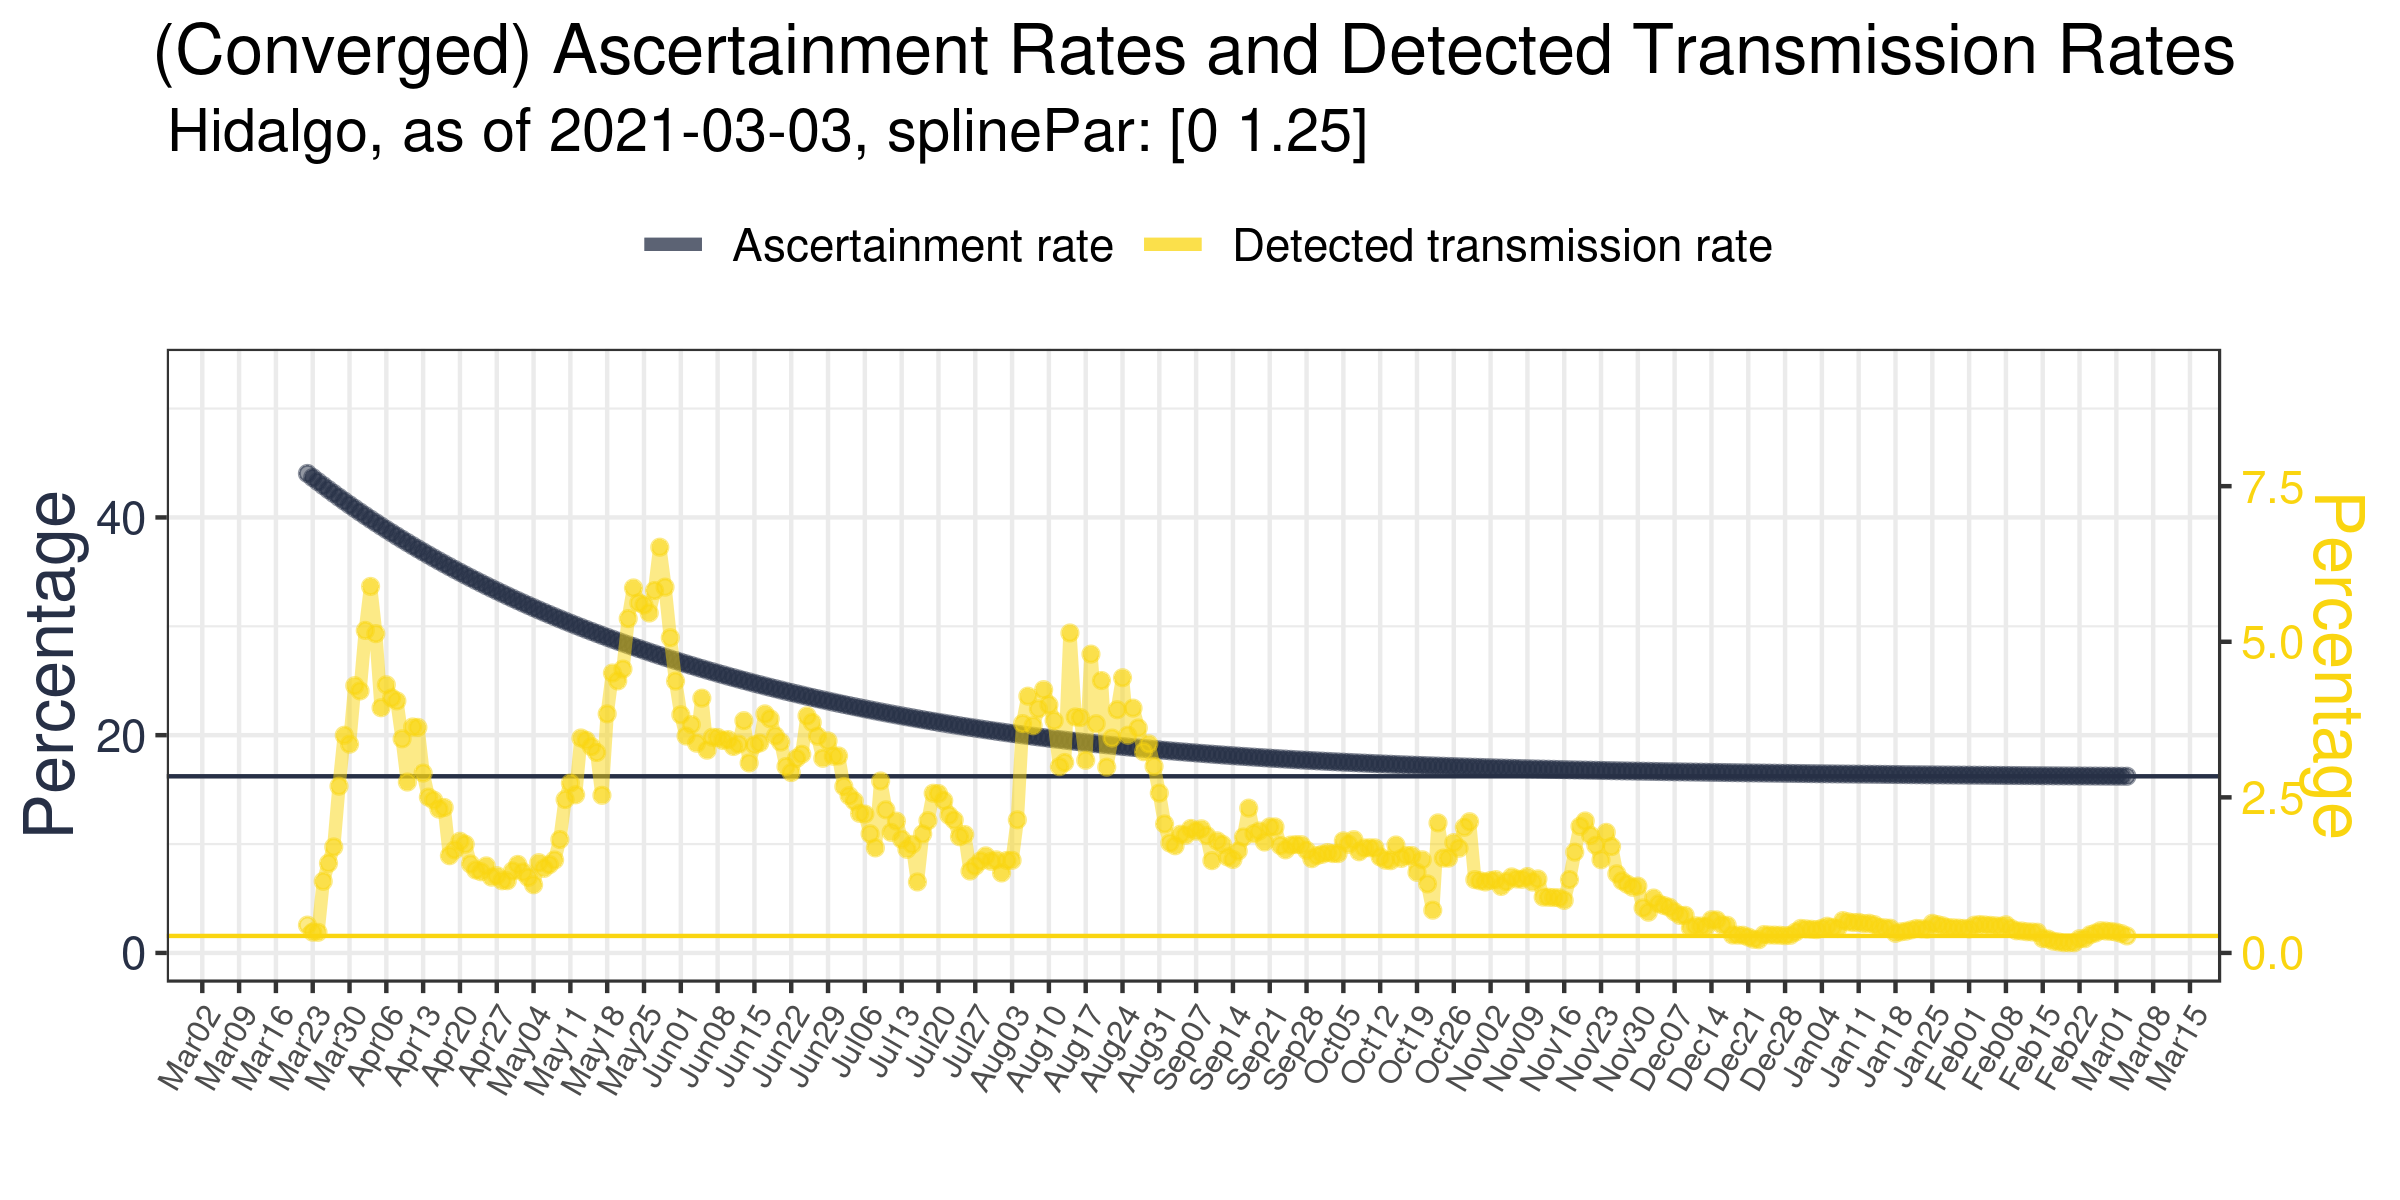 (Converged) Ascertainment Rates and Detected Transmission Rates
Hidalgo, as of 2021-03-03, splinePar: [0 1.25]
Ascertainment rate Detected transmission rate
Percentage
40
20
0
7.5
5.0
2.5
0.0
Percentage
Mar02 Mar09 Mar16 Mar23 Mar30 Apr06 Apr13 Apr20 Apr27 May04 May11 May18 May25 Jun01 Jun08 Jun15 Jun22 Jun29 Jul06 Jul13 Jul20 Jul27 Aug03 Aug10 Aug17 Aug24 Aug31 Sep07 Sep14 Sep21 Sep28 Oct05 Oct12 Oct19 Oct26 Nov02 Nov09 Nov16 Nov23 Nov30 Dec07 Dec14 Dec21 Dec28 Jan04 Jan11 Jan18 Jan25 Feb01 Feb08 Feb15 Feb22 Mar01 Mar08 Mar15